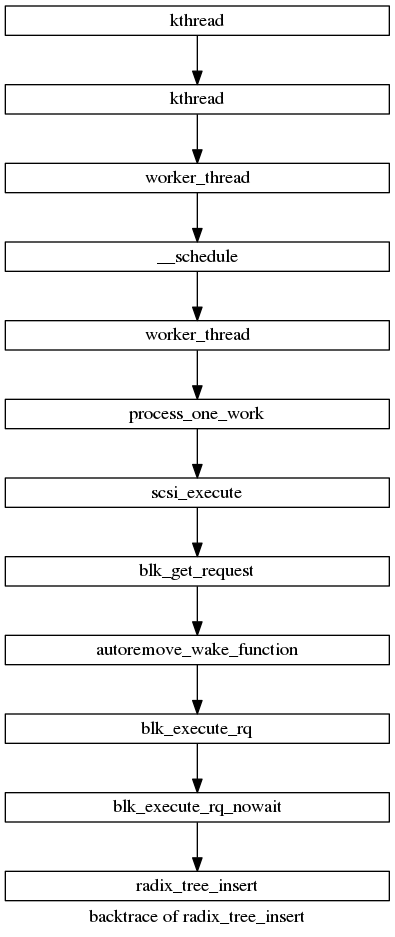 kthread
kthread
worker_thread
__schedule
worker_thread
process_one_work
scsi_execute
blk_get_request
autoremove_wake_function
blk_execute_rq
blk_execute_rq_nowait
radix_tree_insert
backtrace of radix_tree_insert